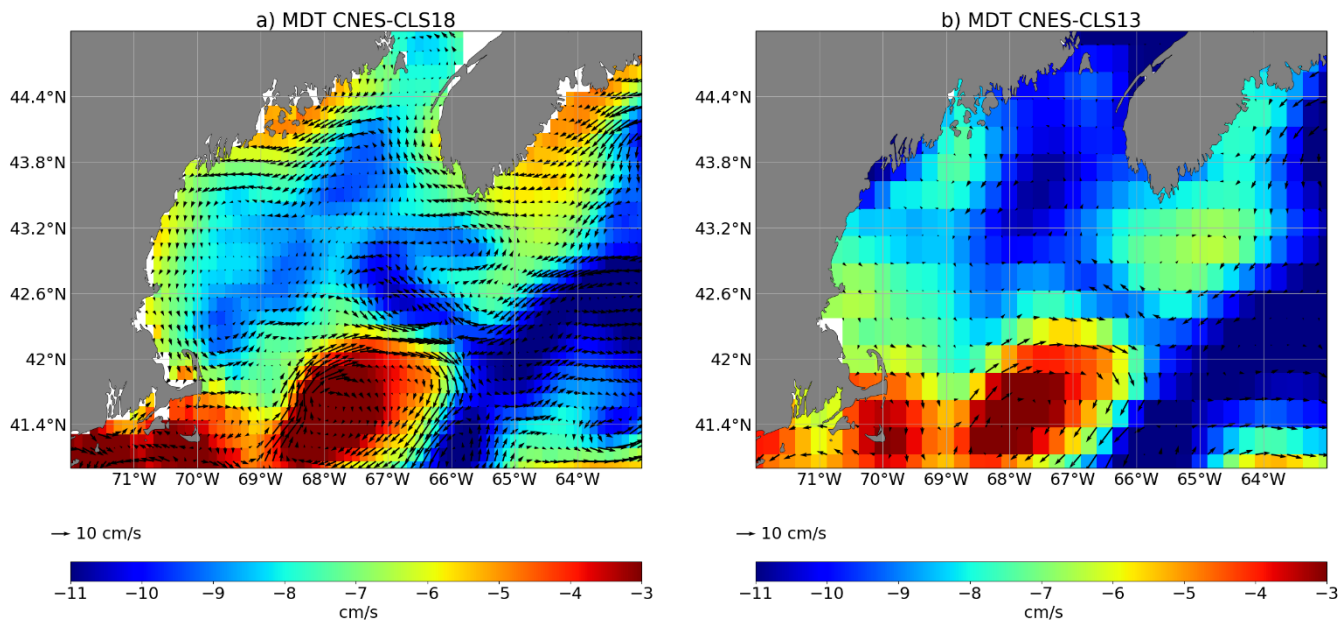 a) MDT CNES-CLS18
44.4°N
43.8°N
43.2°N
42.6°N
42°N
41.4°N
71°W 70°W 69°W 68°W 67°W 66°W 65°W 64°W
10 cm/s
−11 −10 −9 −8 −7 −6 −5 −4 −3
cm/s
b) MDT CNES-CLS13
44.4°N
43.8°N
43.2°N
42.6°N
42°N
41.4°N
71°W 70°W 69°W 68°W 67°W 66°W 65°W 64°W
10 cm/s
−11 −10 −9 −8 −7 −6 −5 −4 −3
cm/s